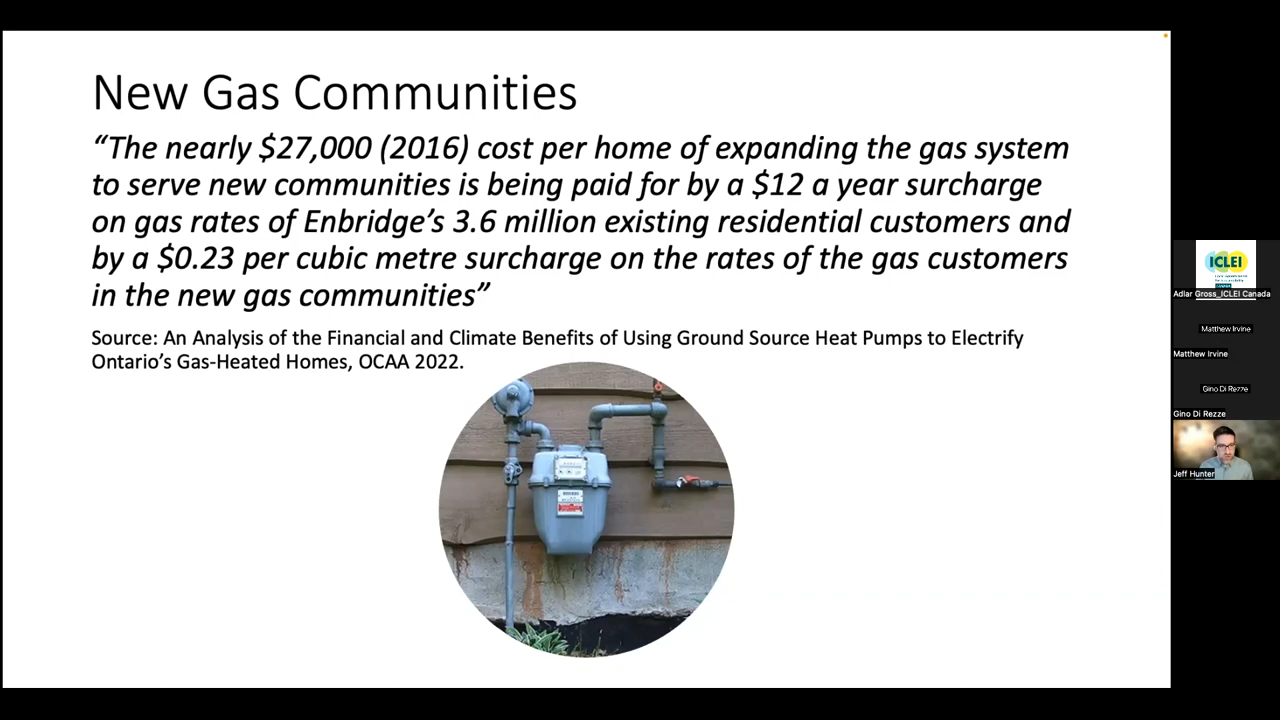 New Gas Communities
“The nearly $27,000 (2016) cost per home of expanding the gas system
to serve new communities is being paid for by a $12 a year surcharge
on gas rates of Enbridge’s 3.6 million existing residential customers and
by a $0.23 per cubic metre surcharge on the rates of the gas customers
in the new gas communities”
Source: An Analysis of the Financial and Climate Benefits of Using Ground Source Heat Pumps to Electrify
Ontario’s Gas-Heated Homes, OCAA 2022.
ICLEI
Adlar Gross_ICLEI Canada
Matthew Irvine
Matthew Irvine
Gino Di Rezze
Gino Di Rezze
Jeff Hunter